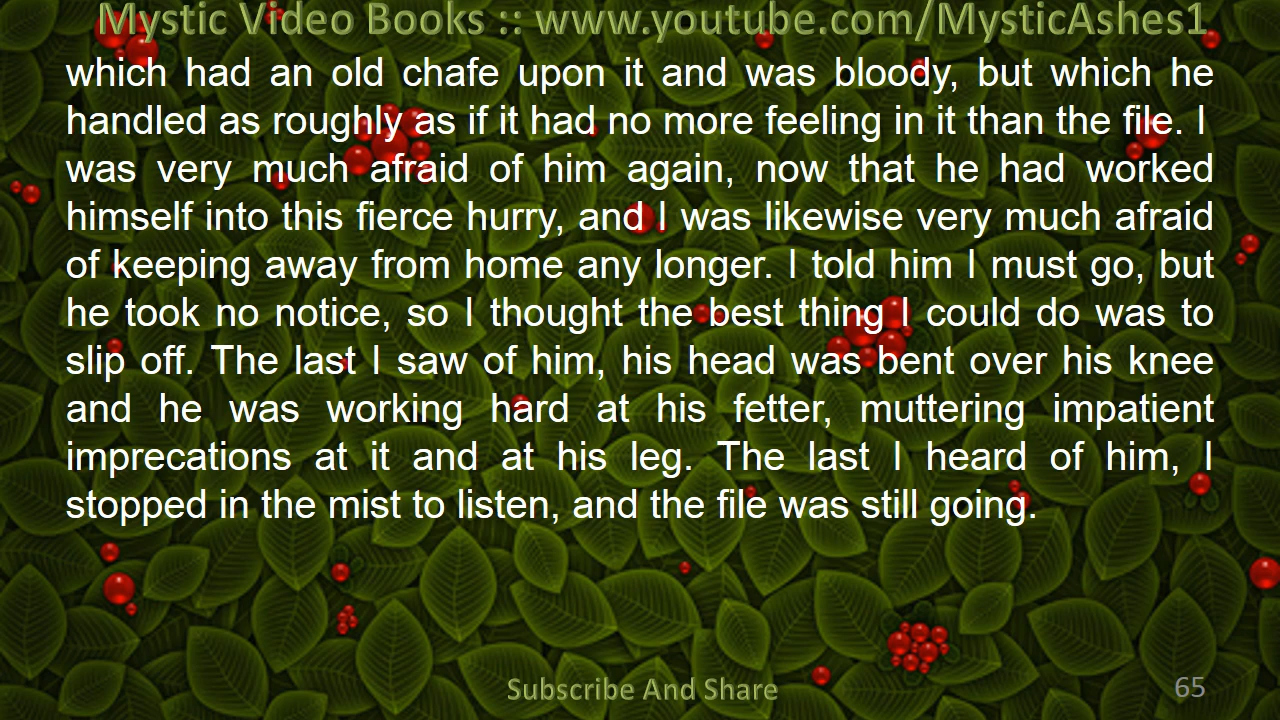 Mystic Video Books :: www.youtube.com/MysticAshes1
which had an old chafe upon it and was bloody, but which he
handled as roughly as if it had no more feeling in it than the file. I
was very much afraid of him again, now that he had worked
himself into this fierce hurry, and I was likewise very much afraid
of keeping away from home any longer. I told him I must go, but
he took no notice, so I thought the best thing I could do was to
slip off. The last I saw of him, his head was bent over his knee
and he was working hard at his fetter, muttering impatient
imprecations at it and at his leg. The last I heard of him, I
stopped in the mist to listen, and the file was still going.
Subscribe And Share
65